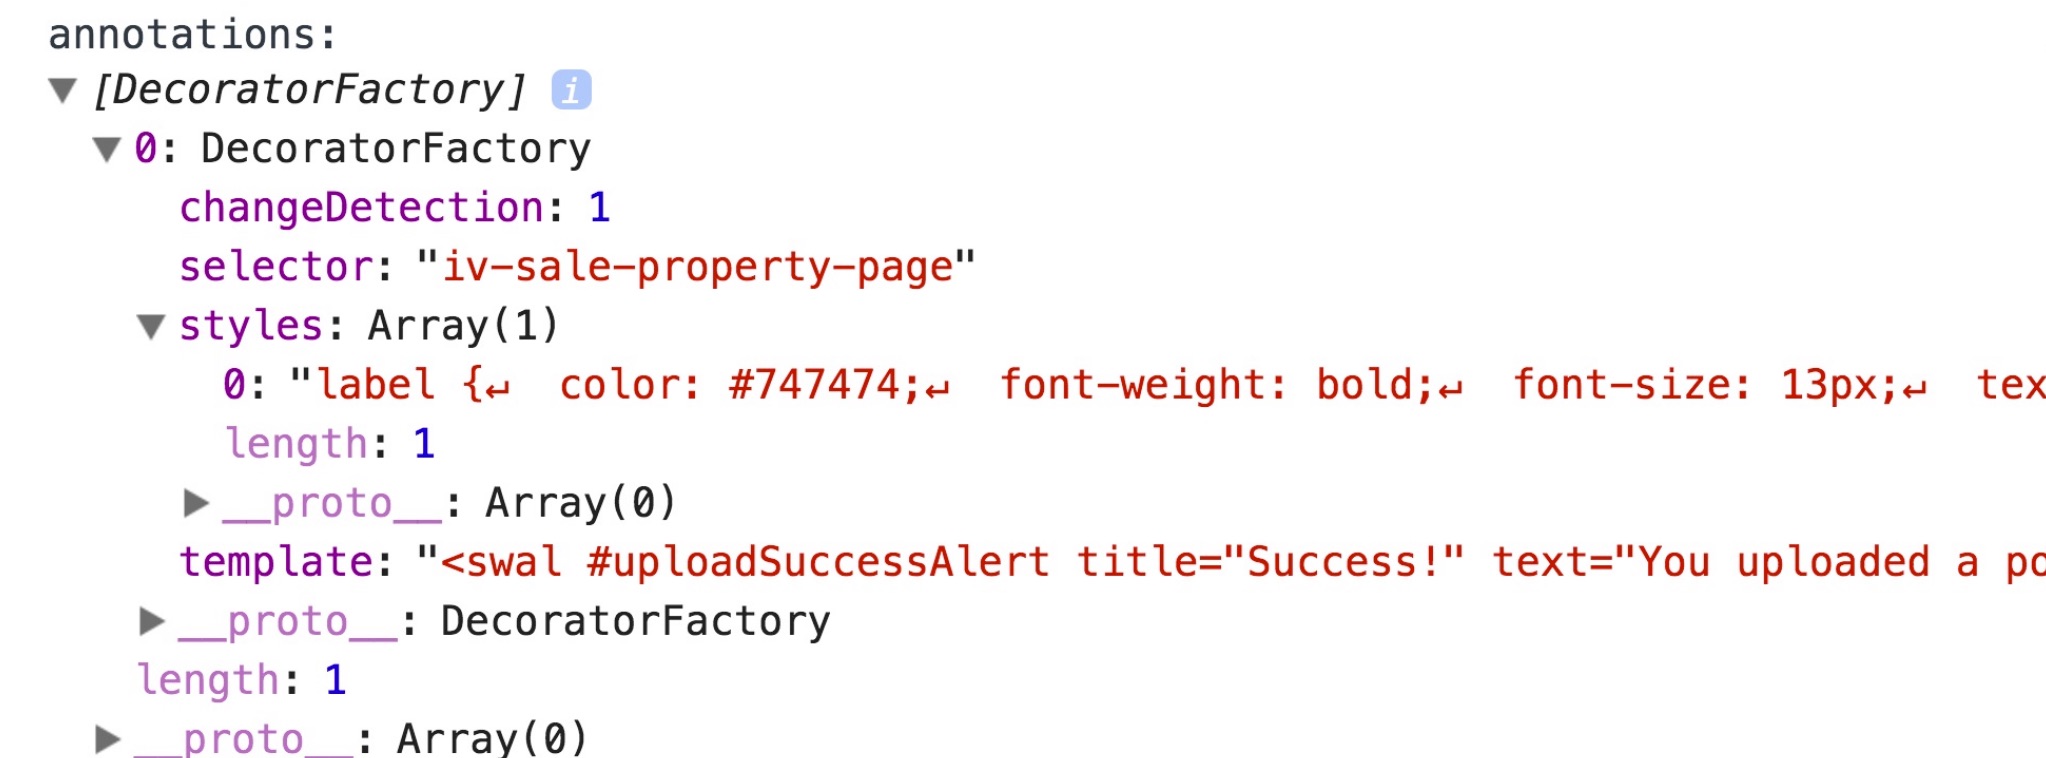 annotations:
▼ [DecoratorFactory] i
▼ 0: DecoratorFactory
changeDetection: 1
selector: "iv-sale-property-page"
▼ styles: Array(1)
0: "label {↵  color: #747474;↵  font-weight: bold;↵  font-size: 13px;↵
length: 1
▶ __proto__: Array(0)
template: "<swal #uploadSuccessAlert title="Success!" text="You uploaded a
▶ __proto__: DecoratorFactory
length: 1
▶ __proto__: Array(0)